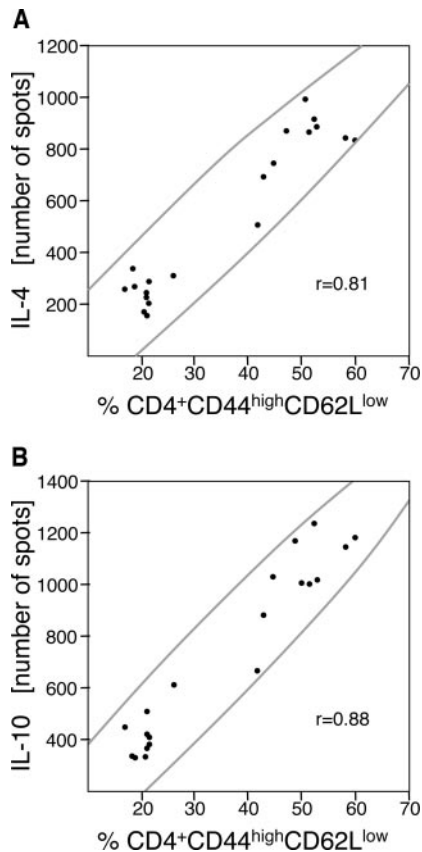 A
1200
1000
800
600
400
200
IL-4 [number of spots]
r=0.81
20 30 40 50 60 70
% CD4⁺CD44ʰⁱᵍʰCD62Lˡᵒʷ
B
1400
1200
1000
800
600
400
IL-10 [number of spots]
r=0.88
20 30 40 50 60 70
% CD4⁺CD44ʰⁱᵍʰCD62Lˡᵒʷ